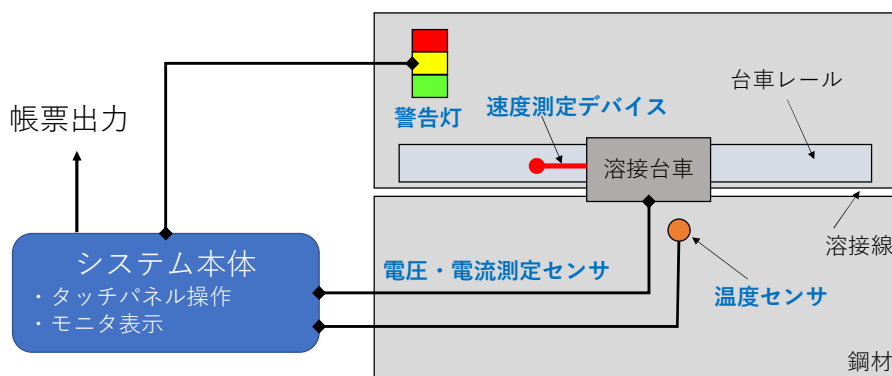 警告灯
速度測定デバイス
台車レール
帳票出力
溶接台車
溶接線
システム本体
・タッチパネル操作
・モニタ表示
電圧・電流測定センサ
温度センサ
鋼材